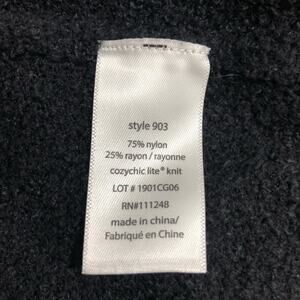 style 903
75% nylon
25% rayon / rayonne
cozychic lite® knit
LOT # 1901CG06
RN#111248
made in china/
Fabriqué en Chine